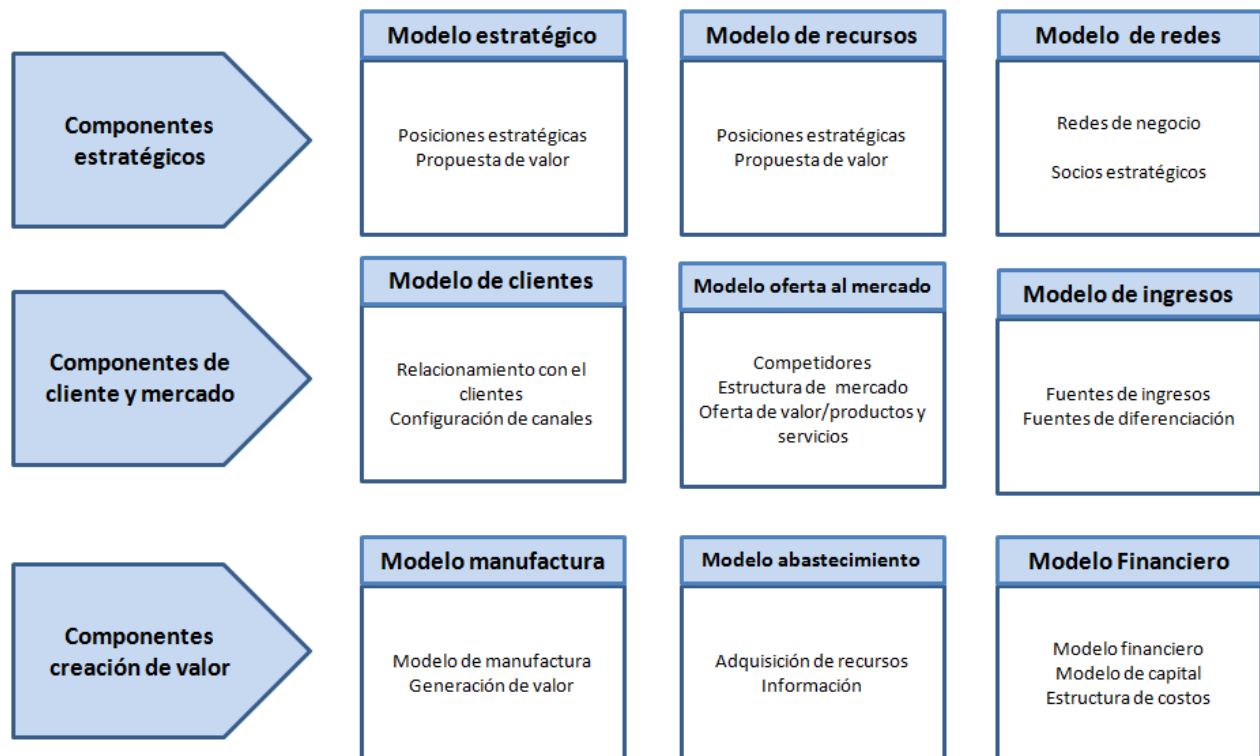 Componentes
estratégicos
Modelo estratégico
Posiciones estratégicas
Propuesta de valor
Modelo de recursos
Posiciones estratégicas
Propuesta de valor
Modelo de redes
Redes de negocio
Socios estratégicos
Componentes de
cliente y mercado
Modelo de clientes
Relacionamiento con el
clientes
Configuración de canales
Modelo oferta al mercado
Competidores
Estructura de mercado
Oferta de valor/productos y
servicios
Modelo de ingresos
Fuentes de ingresos
Fuentes de diferenciación
Componentes
creación de valor
Modelo manufactura
Modelo de manufactura
Generación de valor
Modelo abastecimiento
Adquisición de recursos
Información
Modelo Financiero
Modelo financiero
Modelo de capital
Estructura de costos